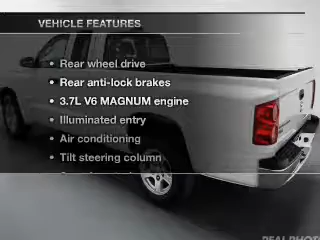 VEHICLE FEATURES
• Rear wheel drive
• Rear anti-lock brakes
• 3.7L V6 MAGNUM engine
• Illuminated entry
• Air conditioning
• Tilt steering column